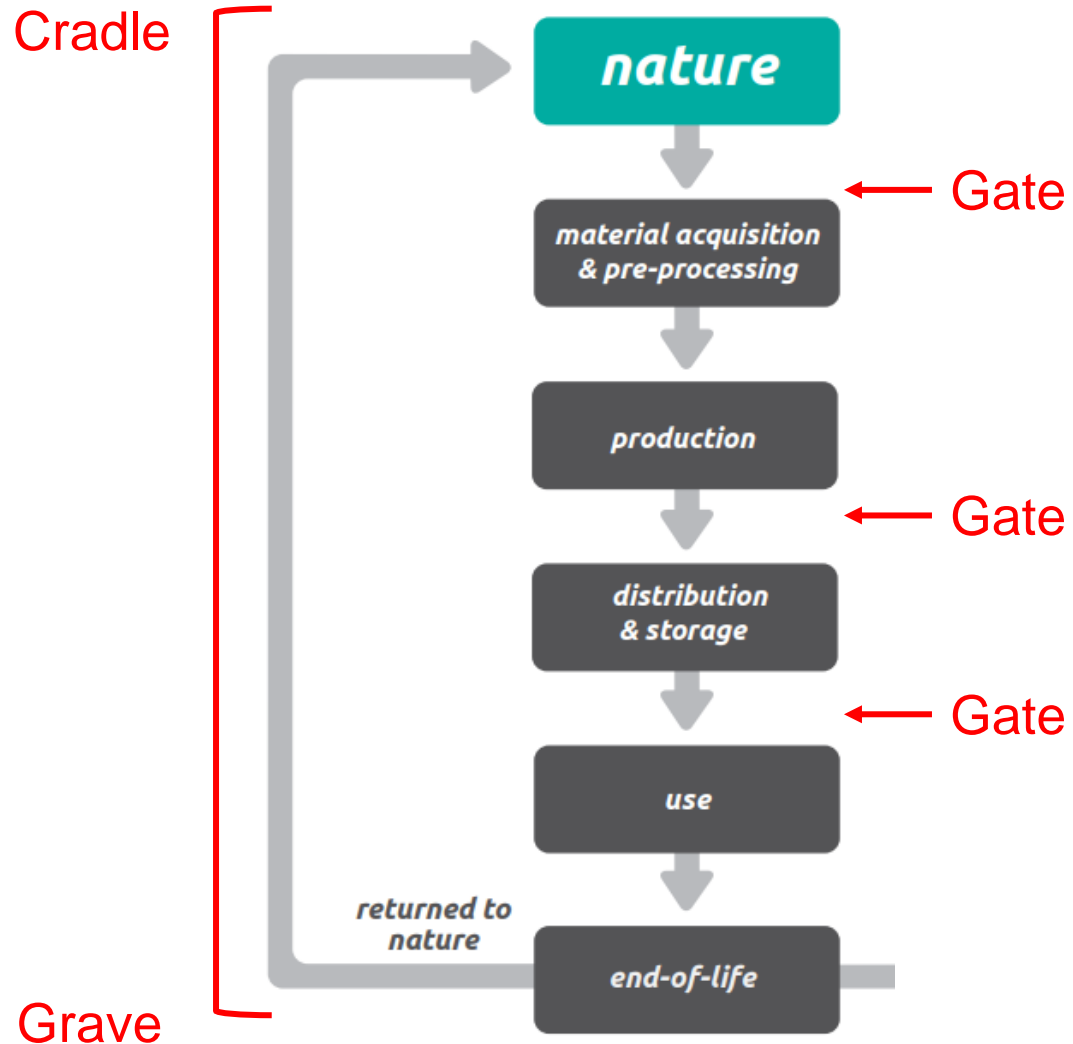 Cradle
nature
Gate
material acquisition
& pre-processing
production
Gate
distribution
& storage
Gate
use
returned to
nature
end-of-life
Grave